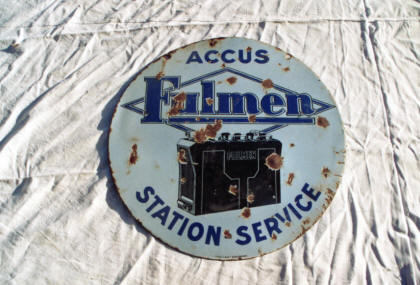 ACCUS
Fulmen
FULMEN
STATION-SERVICE